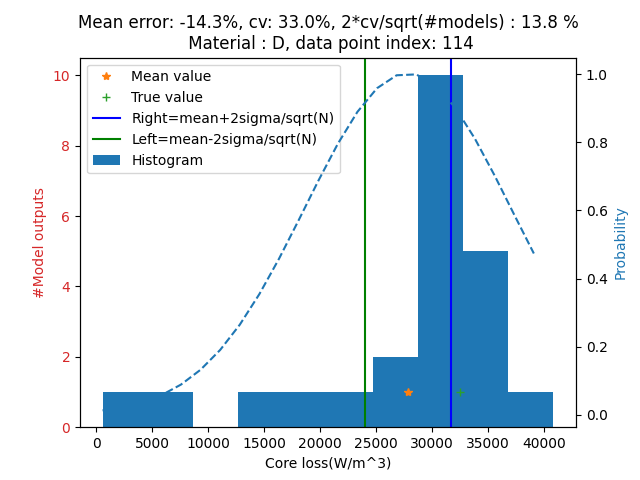 Mean error: -14.3%, cv: 33.0%, 2*cv/sqrt(#models) : 13.8 %
Material : D, data point index: 114
Mean value
True value
Right=mean+2sigma/sqrt(N)
Left=mean-2sigma/sqrt(N)
Histogram
#Model outputs
10
8
6
4
2
0
1.0
0.8
0.6
0.4
0.2
0.0
Probability
0 5000 10000 15000 20000 25000 30000 35000 40000
Core loss(W/m^3)